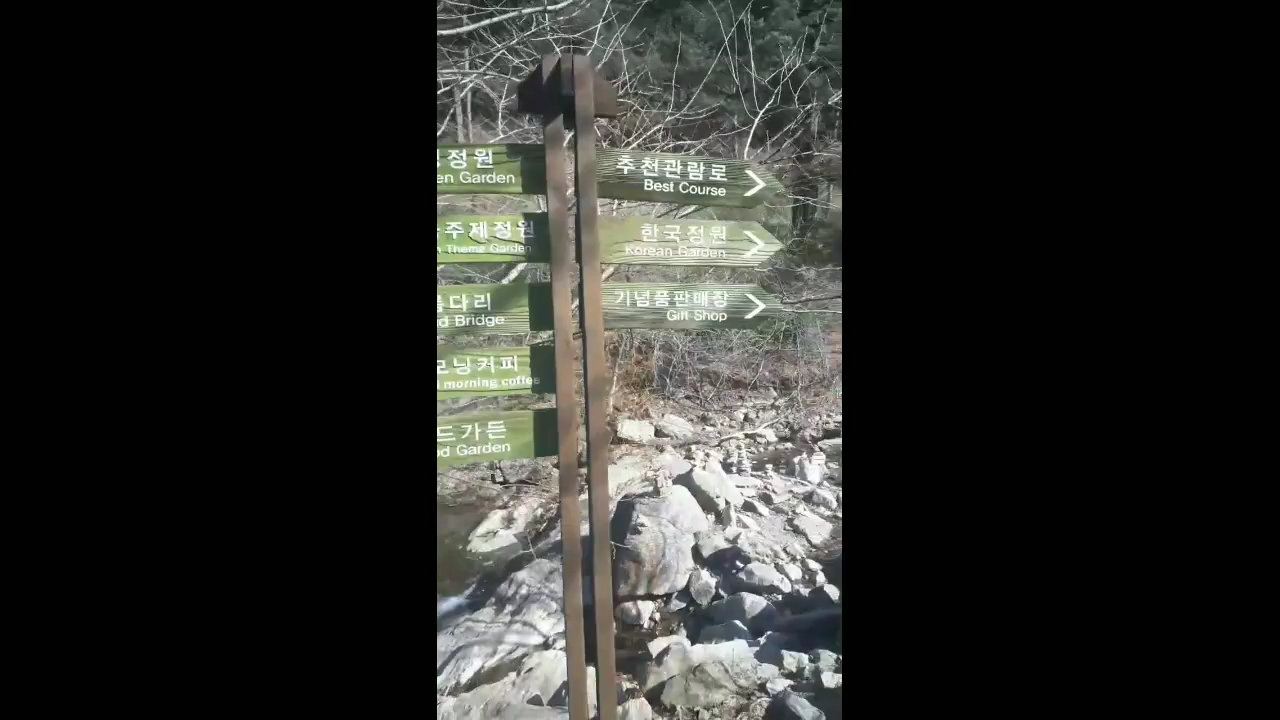 정원
Garden
주제정원
Theme Garden
다리
Bridge
모닝커피
morning coffee
드가든
Garden
추천관람로
Best Course
한국정원
Korean Garden
기념품판매장
Gift Shop